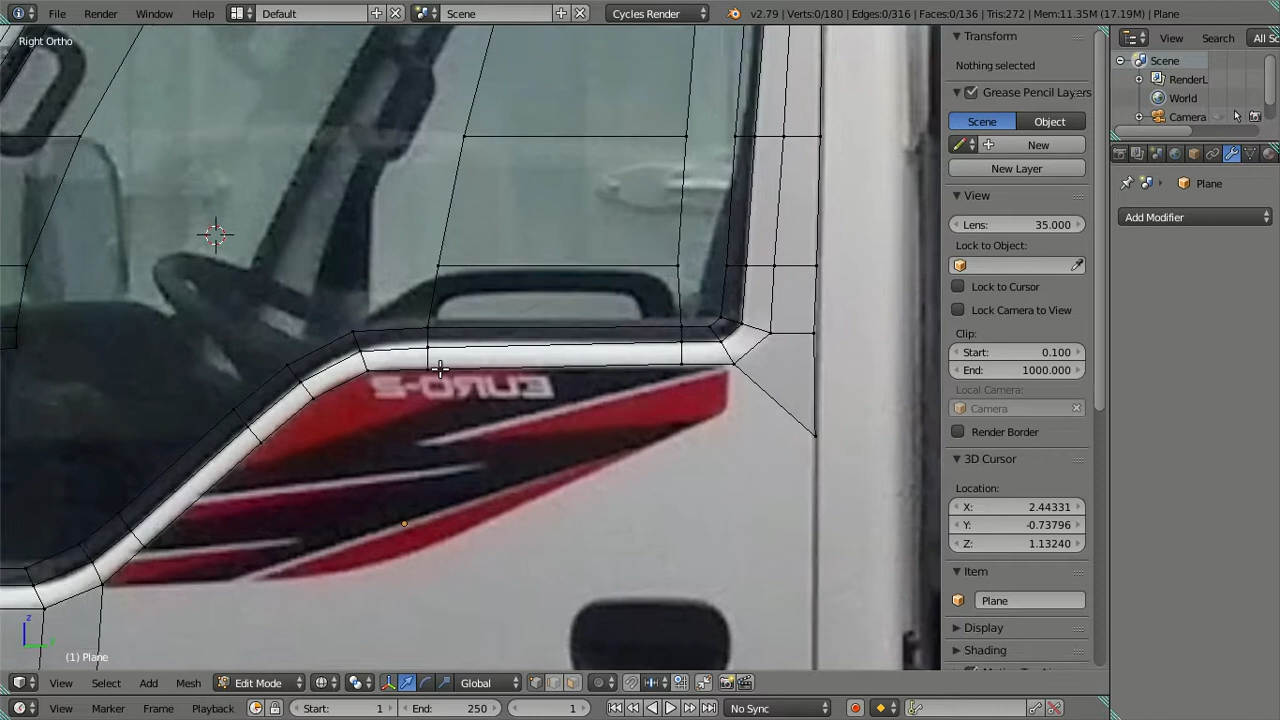 File Render Window Help Default Scene Cycles Render v2.79 | Verts:0/180 | Edges:0/316 | Faces:0/136 | Tris:272 | Mem:11.35M (17.19M) | Plane
Right Ortho
Transform
Nothing selected
Grease Pencil Layers
Scene Object
New
New Layer
View
Lens: 35.000
Lock to Object:
Lock to Cursor
Lock Camera to View
Clip:
Start: 0.100
End: 1000.000
Local Camera:
Camera
Render Border
3D Cursor
Location:
X: 2.44331
Y: -0.73796
Z: 1.13240
Item
Plane
Display
Shading
View Search All Sc
Scene
RenderL
World
Camera
Plane
Add Modifier
EURO-2
z
(1) Plane
View Select Add Mesh Edit Mode Global
View Marker Frame Playback Start: 1 End: 250 1 No Sync